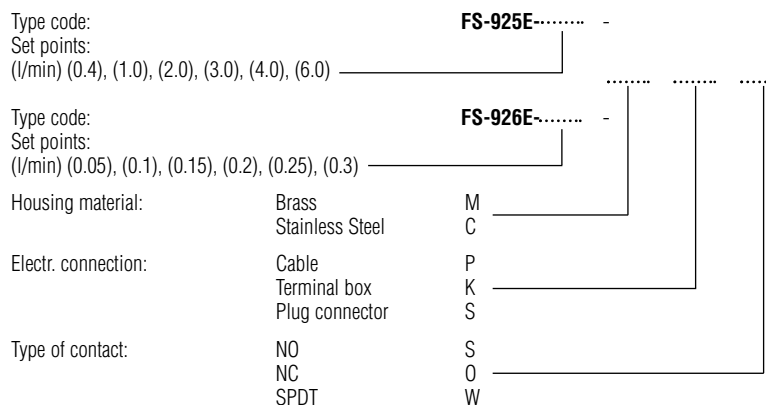 Type code: FS-925E-........ -
Set points:
(l/min) (0.4), (1.0), (2.0), (3.0), (4.0), (6.0)
........ ........ .....
Type code: FS-926E-........ -
Set points:
(l/min) (0.05), (0.1), (0.15), (0.2), (0.25), (0.3)
Housing material: Brass M
Stainless Steel C
Electr. connection: Cable P
Terminal box K
Plug connector S
Type of contact: NO S
NC O
SPDT W